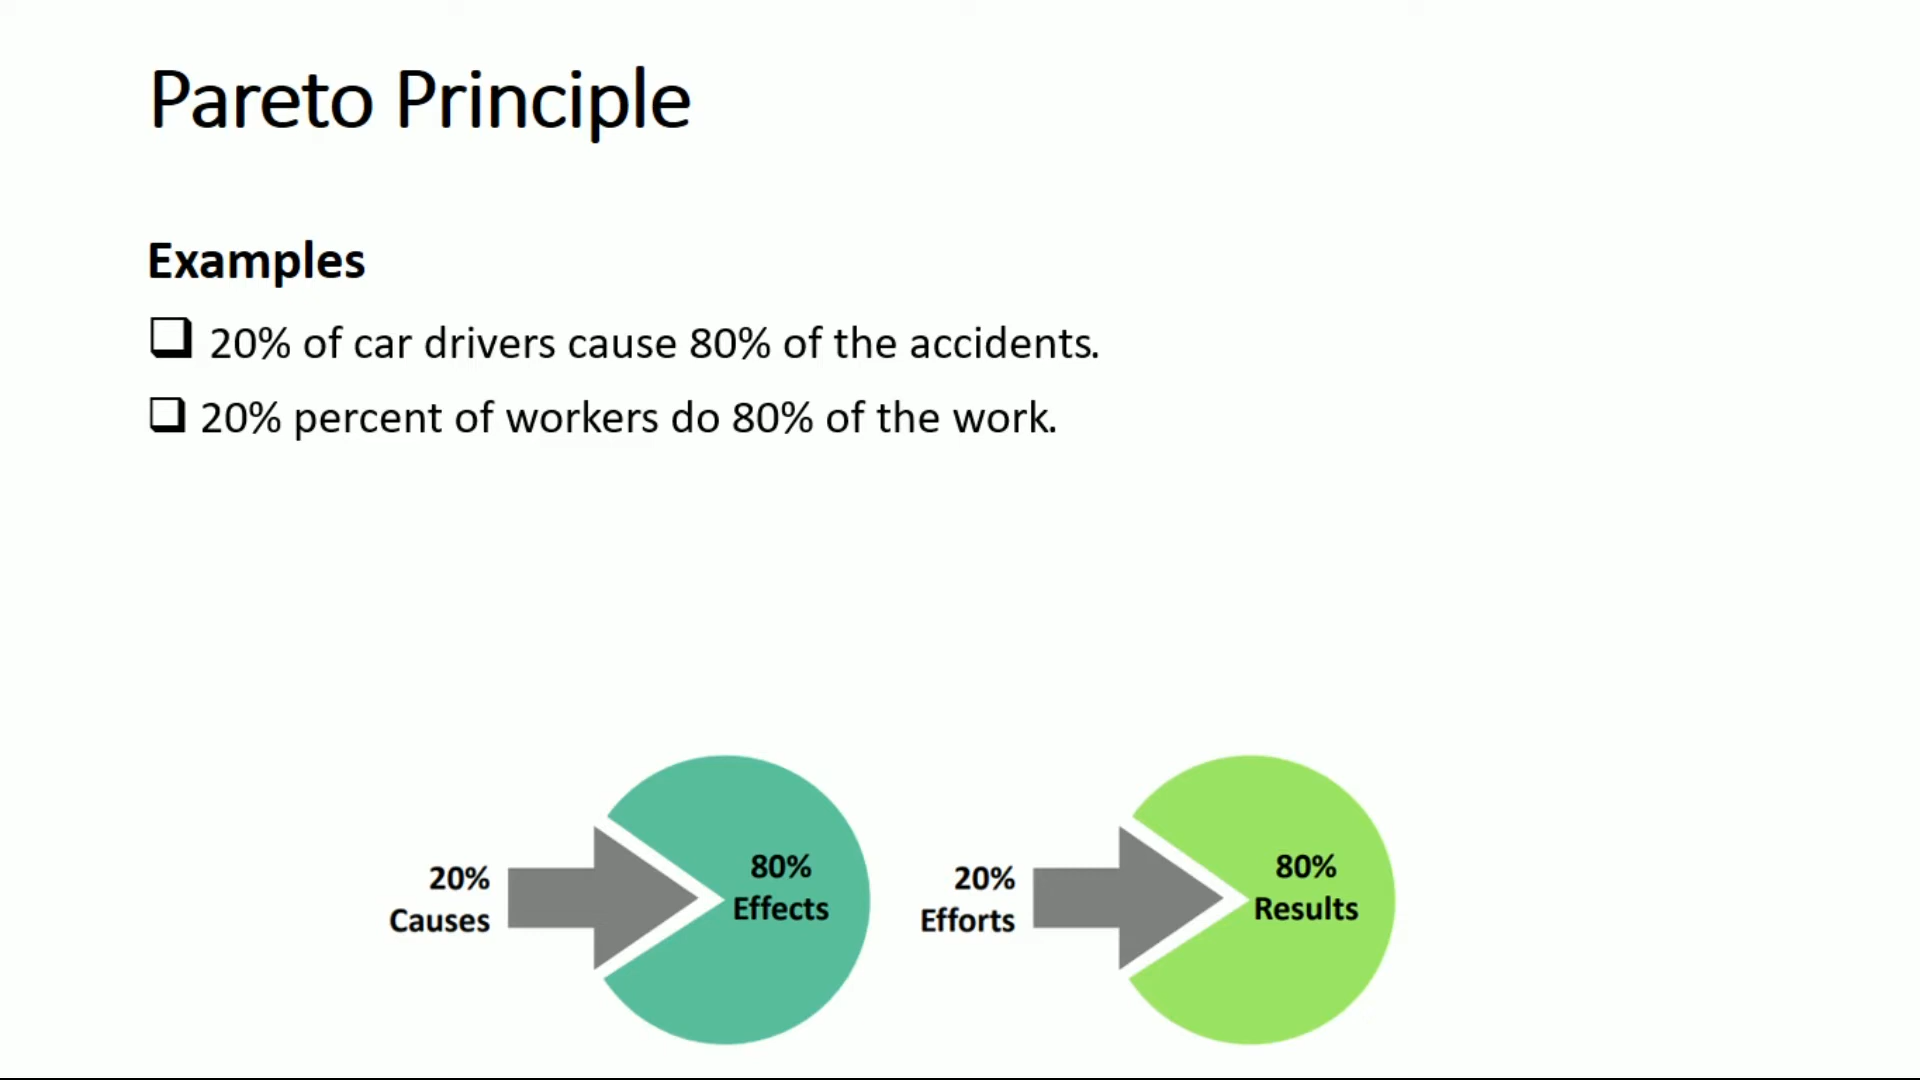 Pareto Principle
Examples
20% of car drivers cause 80% of the accidents.
20% percent of workers do 80% of the work.
20%
Causes
80%
Effects
20%
Efforts
80%
Results